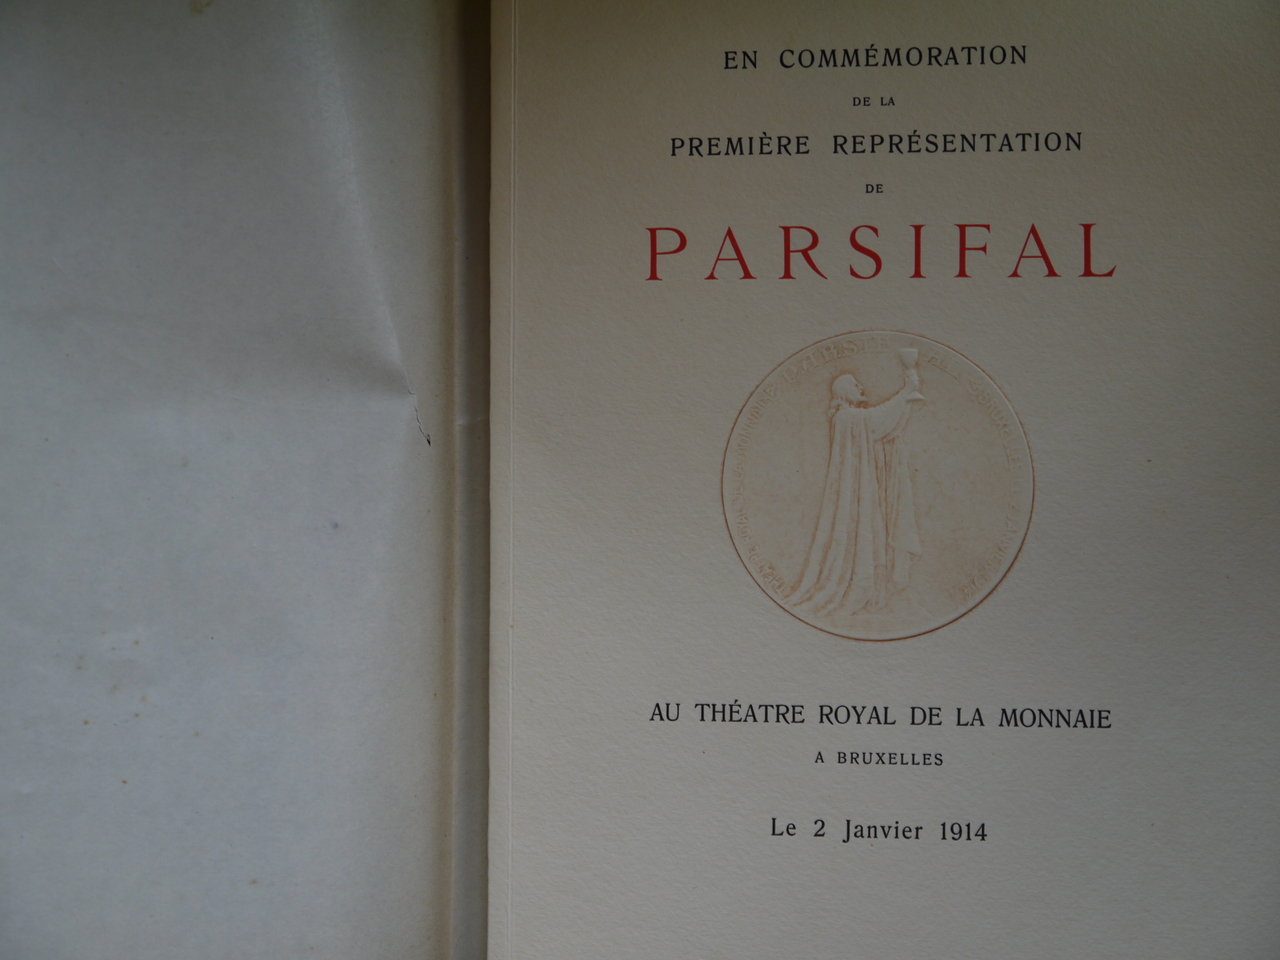 EN COMMÉMORATION
DE LA
PREMIÈRE REPRÉSENTATION
DE
PARSIFAL
AU THÉATRE ROYAL DE LA MONNAIE
A BRUXELLES
Le 2 Janvier 1914